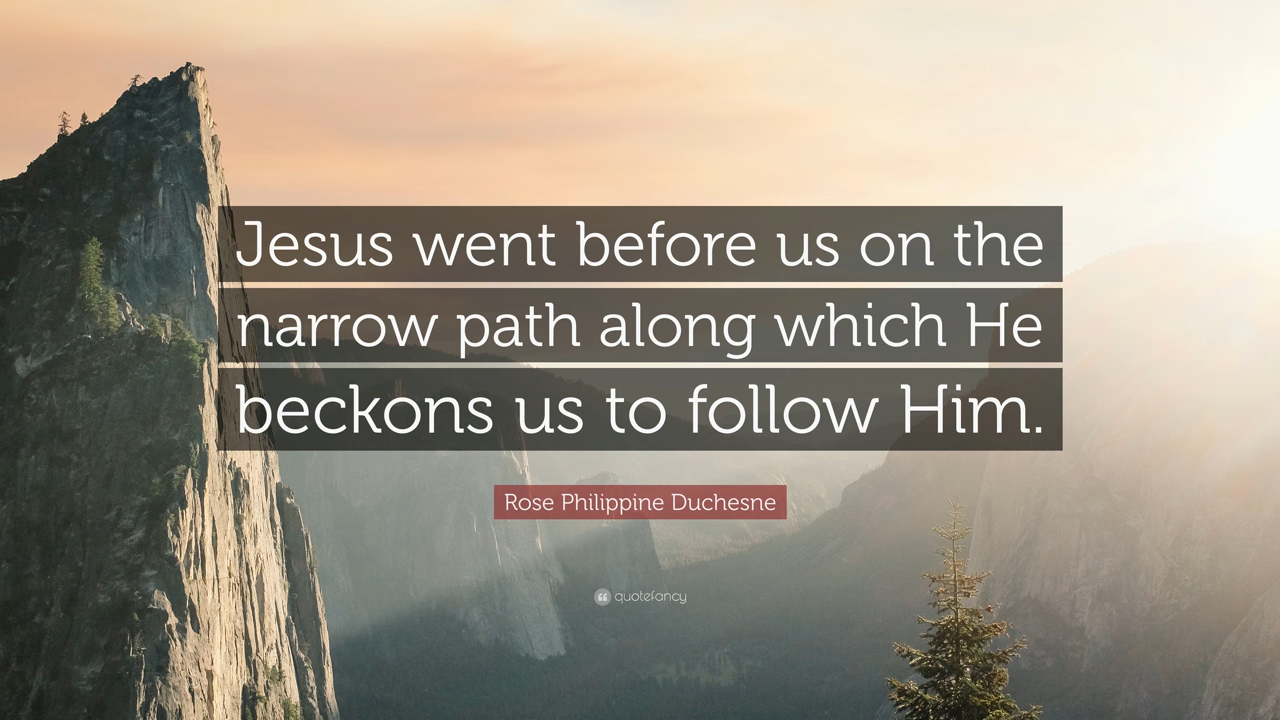 Jesus went before us on the
narrow path along which He
beckons us to follow Him.
Rose Philippine Duchesne
quotefancy